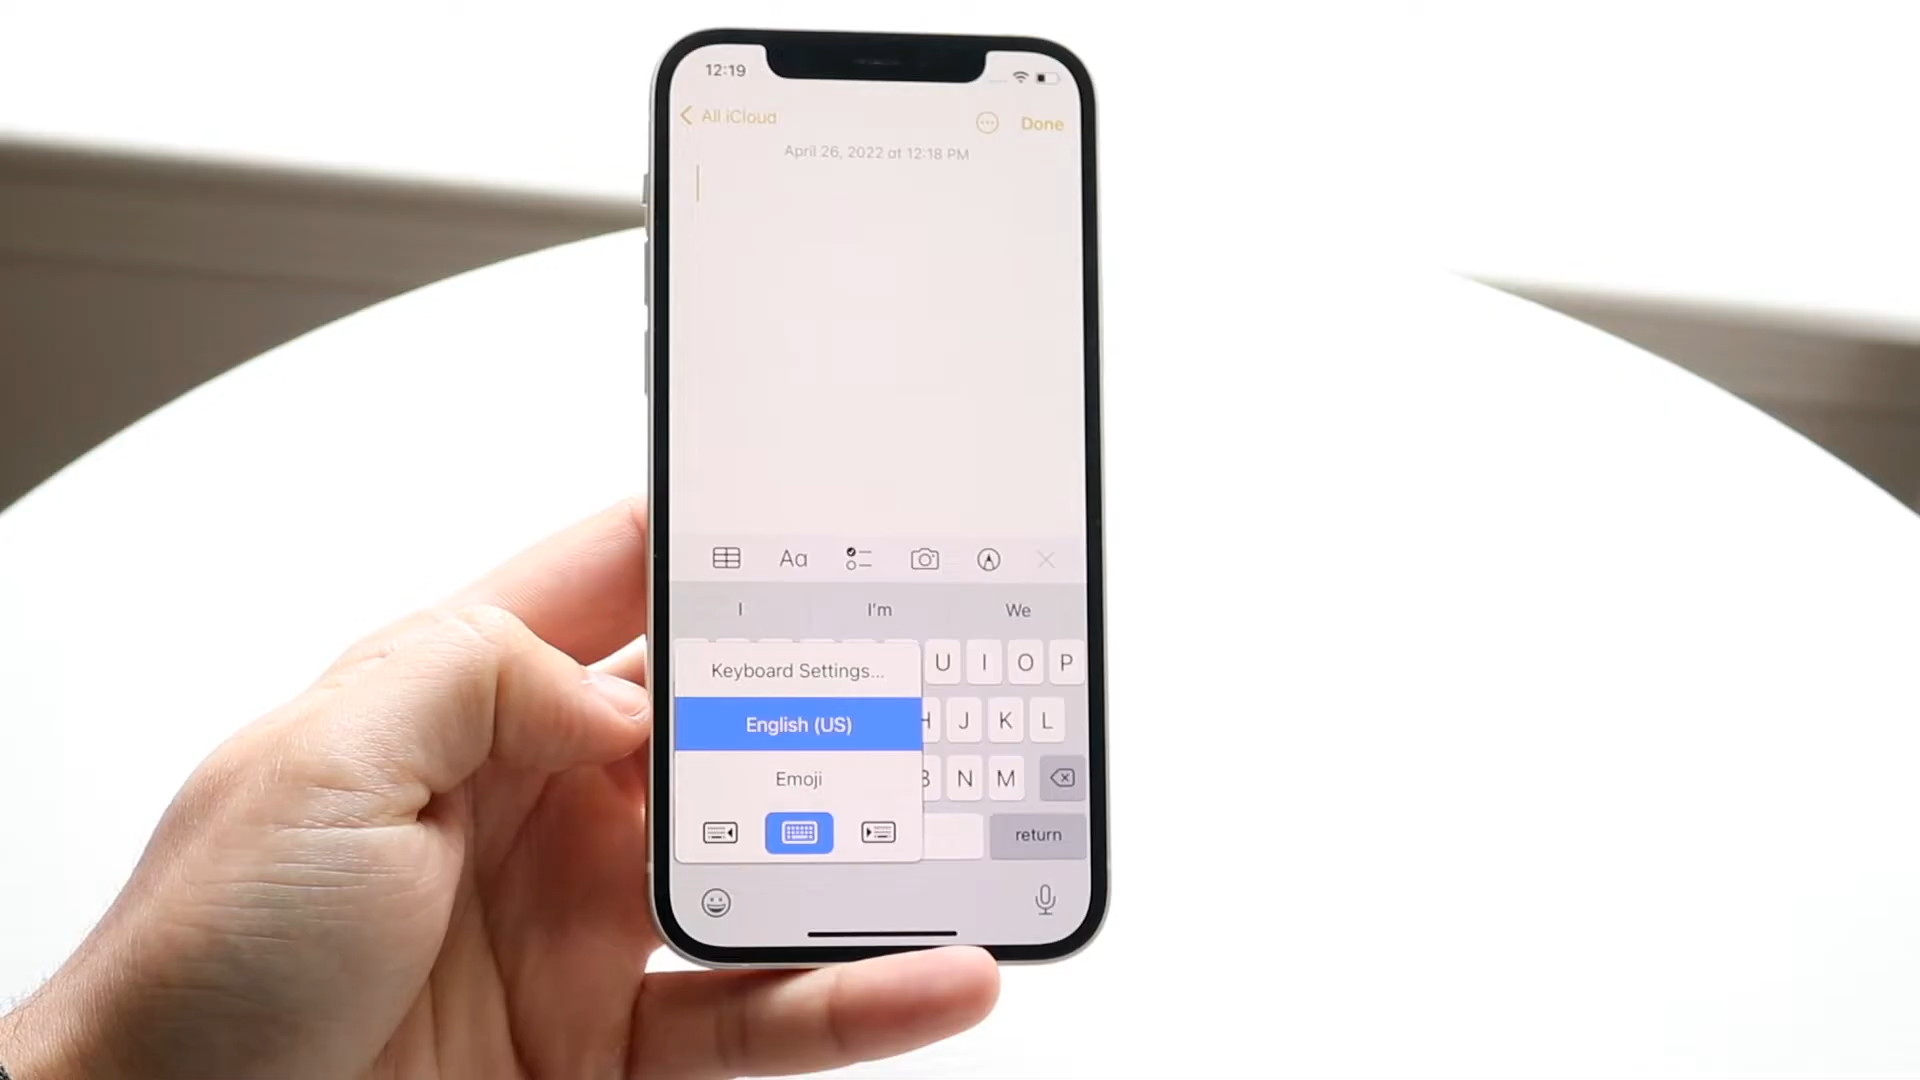 12:19
All iCloud
Done
April 26, 2022 at 12:18 PM
Aa
I
I'm
We
Keyboard Settings...
U
I
O
P
English (US)
H
J
K
L
Emoji
B
N
M
return